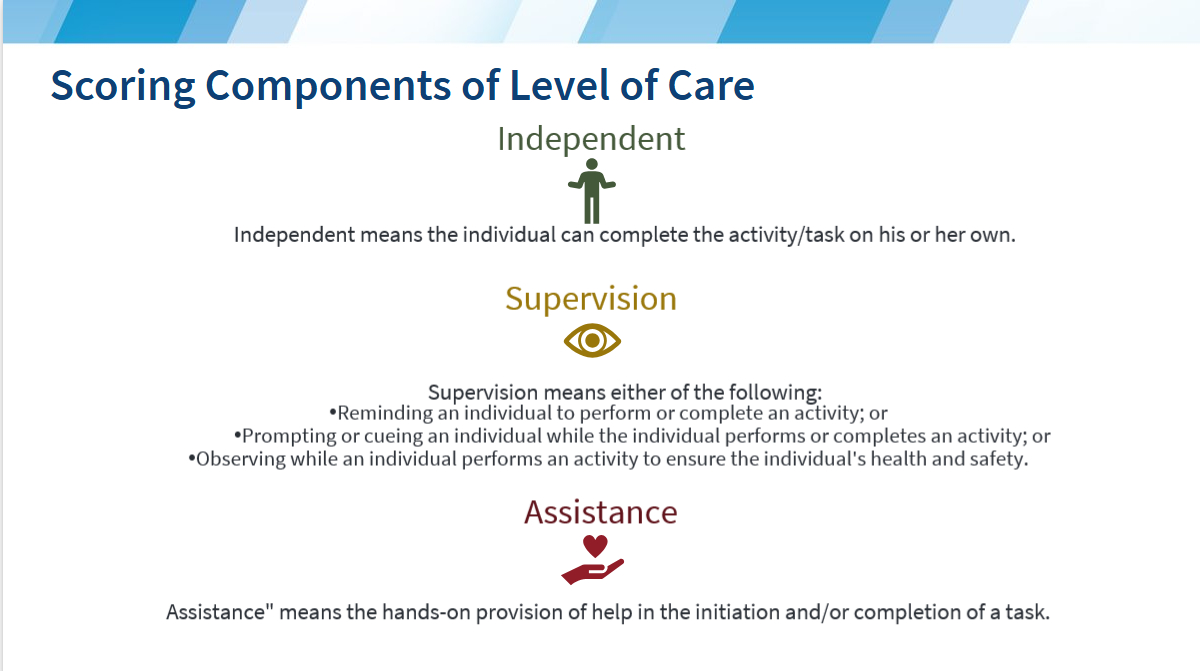 Scoring Components of Level of Care
Independent
Independent means the individual can complete the activity/task on his or her own.
Supervision
Supervision means either of the following:
•Reminding an individual to perform or complete an activity; or
•Prompting or cueing an individual while the individual performs or completes an activity; or
•Observing while an individual performs an activity to ensure the individual's health and safety.
Assistance
Assistance" means the hands-on provision of help in the initiation and/or completion of a task.